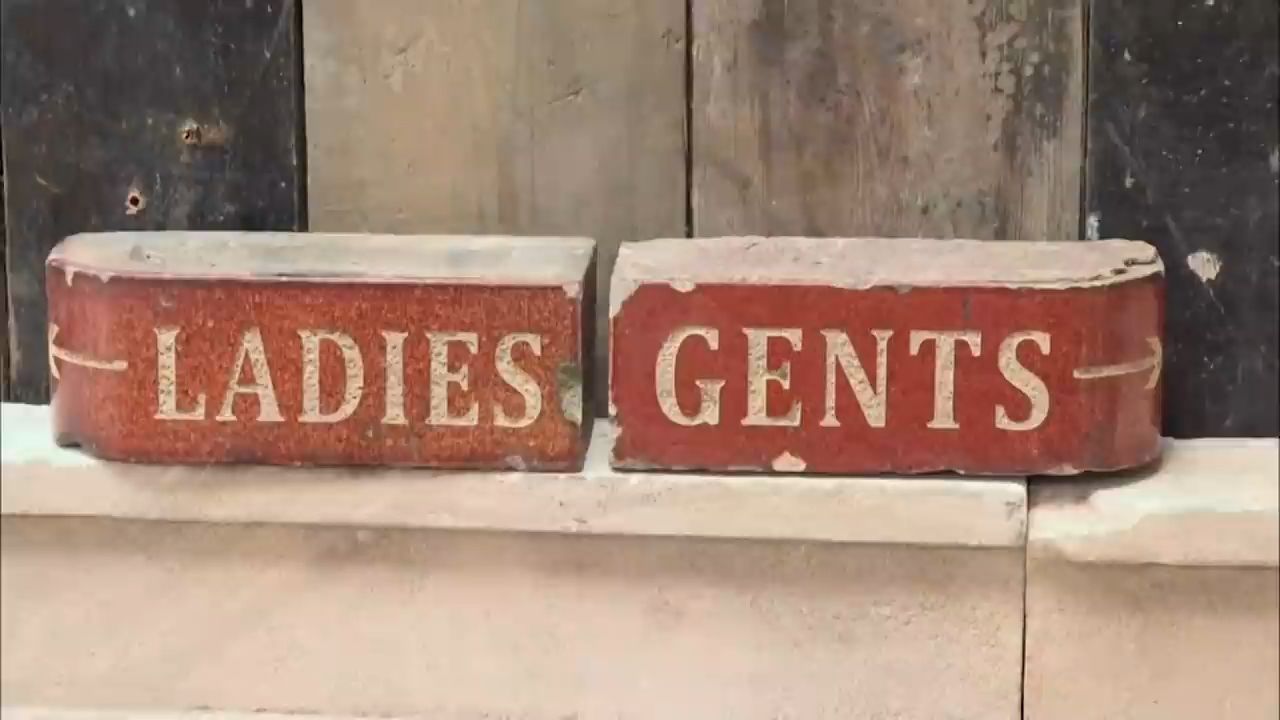 ← LADIES
GENTS →